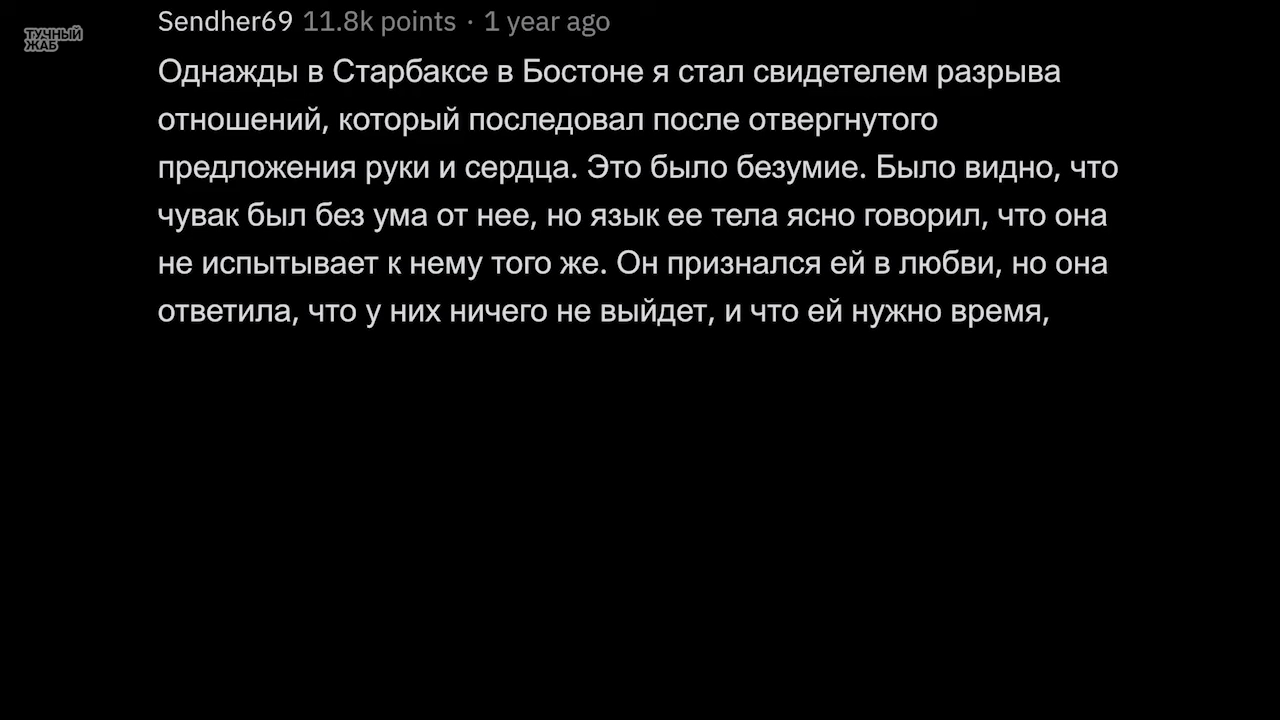 ТУЧНЫЙ
ЖАБ
Sendher69 11.8k points · 1 year ago
Однажды в Старбаксе в Бостоне я стал свидетелем разрыва
отношений, который последовал после отвергнутого
предложения руки и сердца. Это было безумие. Было видно, что
чувак был без ума от нее, но язык ее тела ясно говорил, что она
не испытывает к нему того же. Он признался ей в любви, но она
ответила, что у них ничего не выйдет, и что ей нужно время,